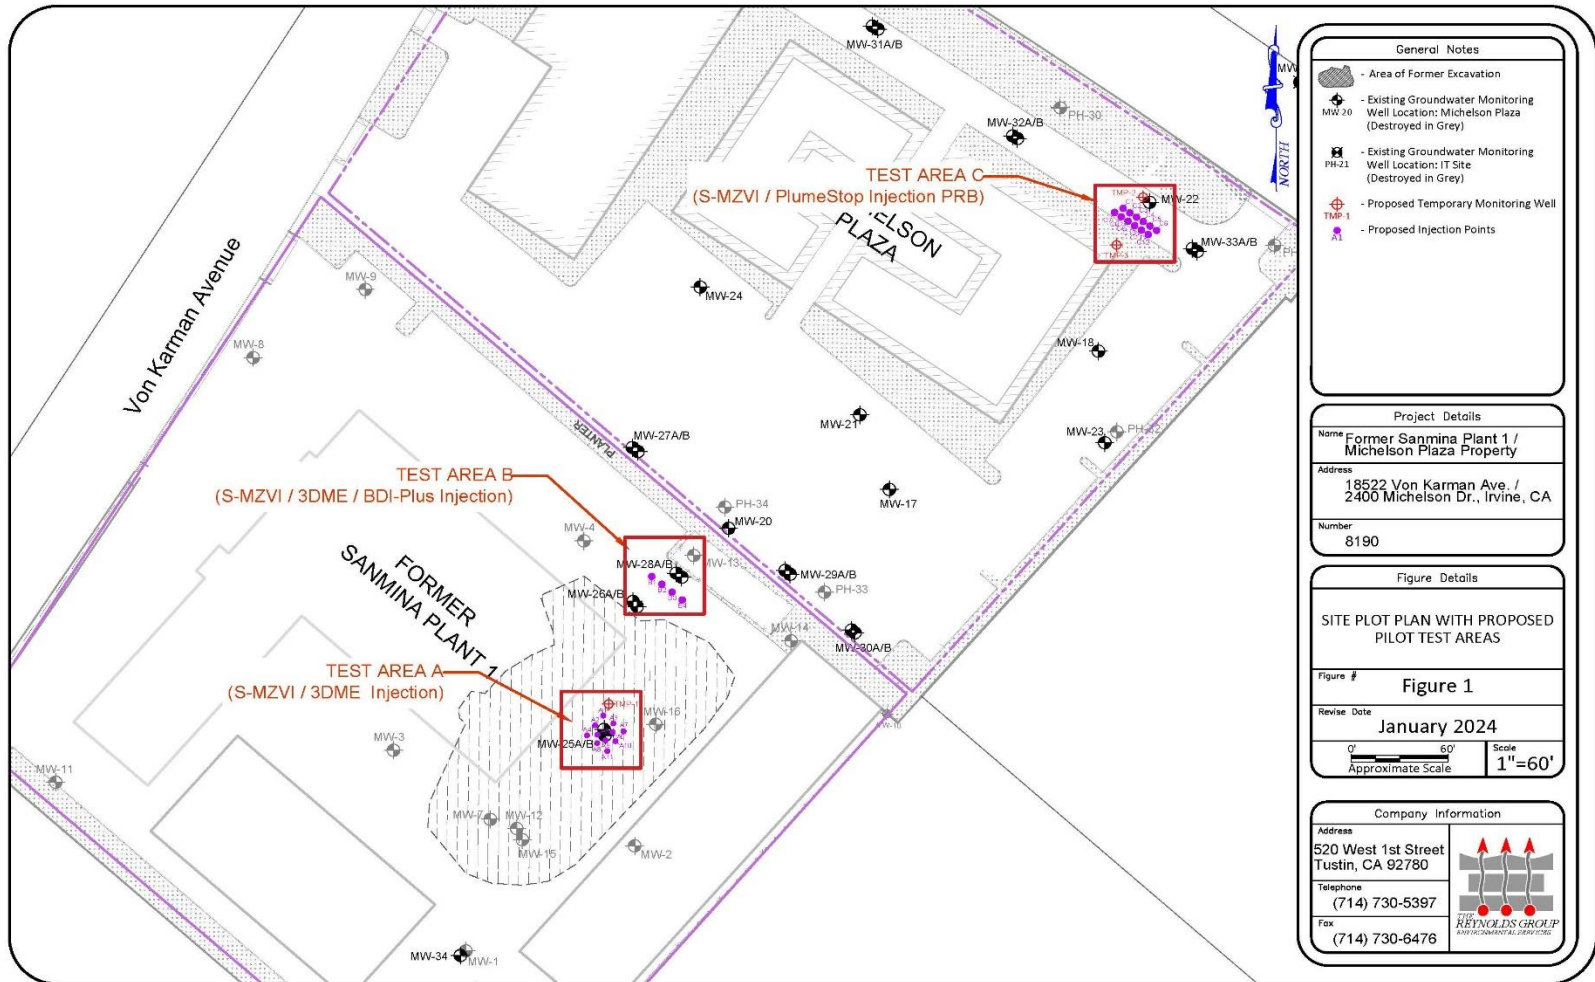 MW-31A/B
PH-30
MW-32A/B
TEST AREA C
(S-MZVI / PlumeStop Injection PRB)
MW-22
MW-33A/B
ELSON
PLAZA
MW-24
MW-9
MW-8
Von Karman Avenue
MW-18
MW-21
MW-23
MW-17
MW-27A/B
PLANTER
TEST AREA B
(S-MZVI / 3DME / BDI-Plus Injection)
PH-34
MW-20
MW-4
MW-13
MW-28A/B
MW-29A/B
PH-33
MW-26A/B
MW-14
MW-30A/B
FORMER
SANMINA PLANT 1
TEST AREA A
(S-MZVI / 3DME Injection)
TMP-1
MW-16
MW-25A/B
MW-3
MW-11
MW-7
MW-12
MW-15
MW-2
MW-34
MW-1
NORTH
General Notes
- Area of Former Excavation
MW 20
- Existing Groundwater Monitoring
Well Location: Michelson Plaza
(Destroyed in Grey)
PH-21
- Existing Groundwater Monitoring
Well Location: IT Site
(Destroyed in Grey)
TMP-1
- Proposed Temporary Monitoring Well
A1
- Proposed Injection Points
Project Details
Name
Former Sanmina Plant 1 /
Michelson Plaza Property
Address
18522 Von Karman Ave. /
2400 Michelson Dr., Irvine, CA
Number
8190
Figure Details
SITE PLOT PLAN WITH PROPOSED
PILOT TEST AREAS
Figure #
Figure 1
Revise Date
January 2024
0' 60'
Approximate Scale
Scale
1"=60'
Company Information
Address
520 West 1st Street
Tustin, CA 92780
Telephone
(714) 730-5397
Fax
(714) 730-6476
THE
REYNOLDS GROUP
ENVIRONMENTAL SERVICES